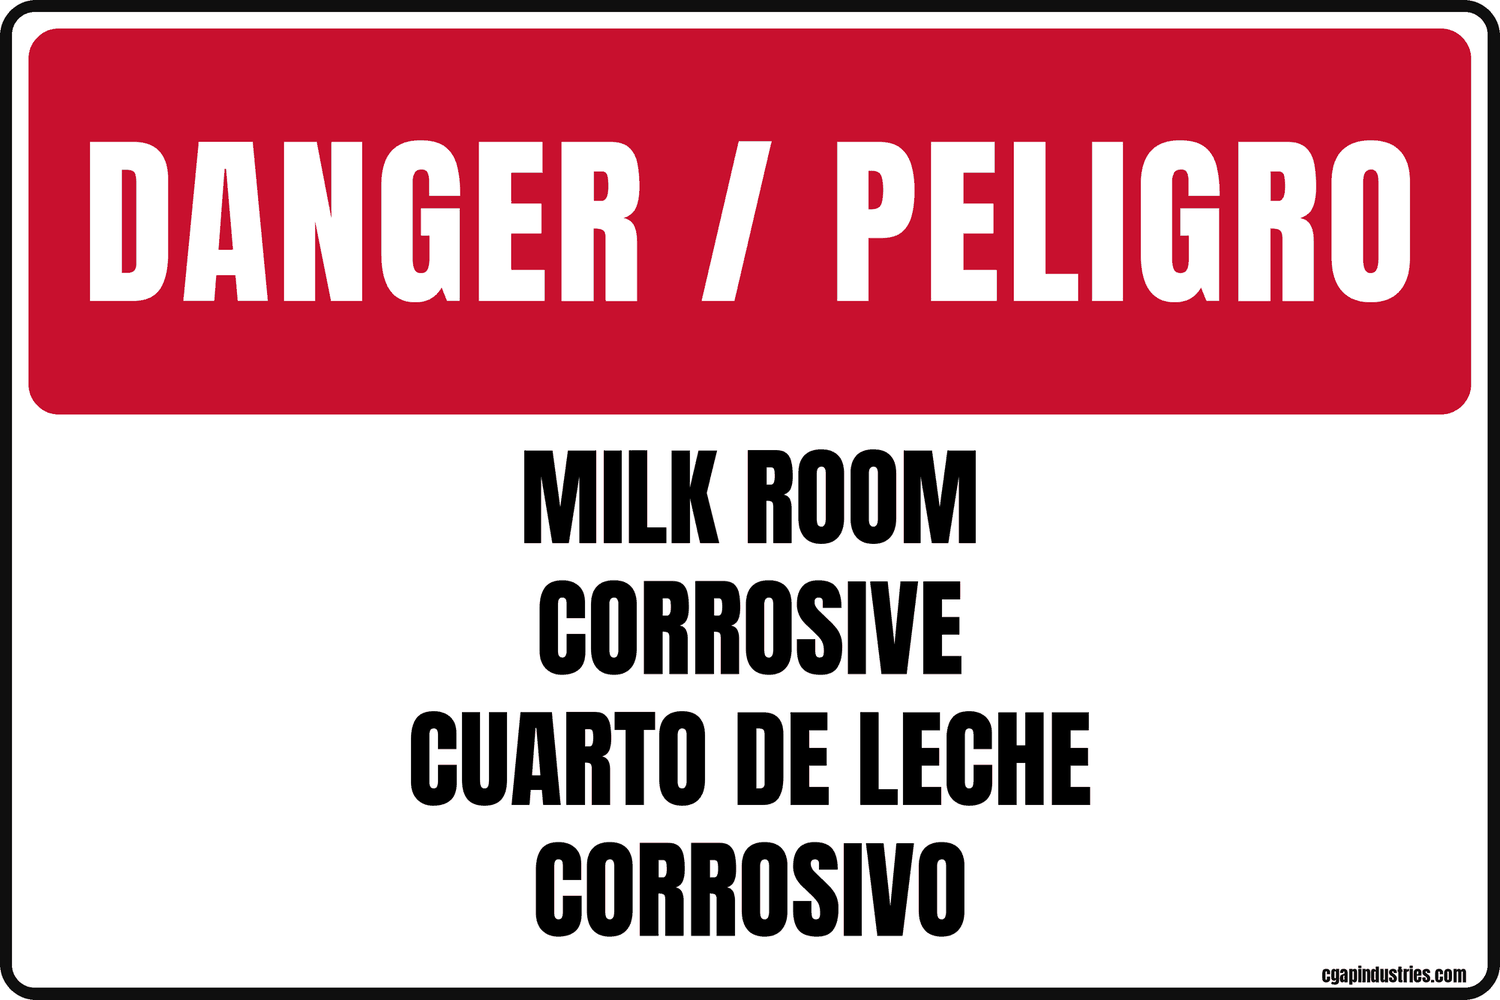 DANGER / PELIGRO
MILK ROOM
CORROSIVE
CUARTO DE LECHE
CORROSIVO
cgapindustries.com